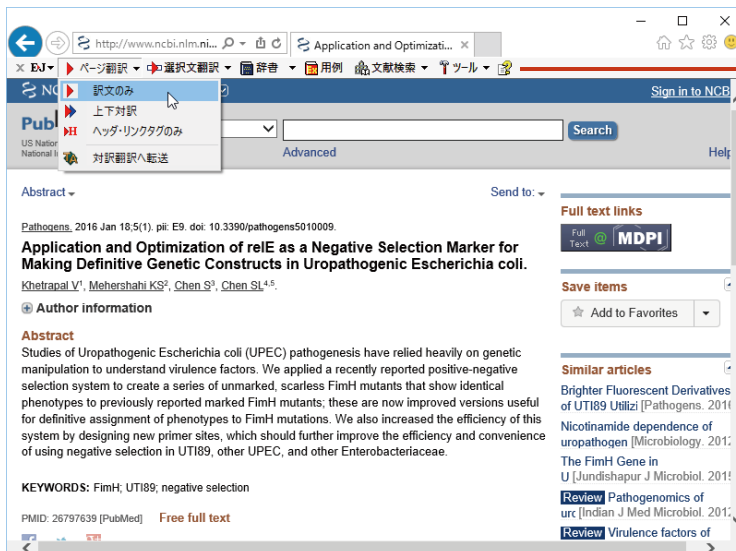 http://www.ncbi.nlm.ni...
Application and Optimizati...
EJ ページ翻訳 選択文翻訳 辞書 用例 文献検索 ツール
訳文のみ
上下対訳
ヘッダ・リンクタグのみ
対訳翻訳へ転送
Sign in to NCB
Pub
US Nation
National I
Search
Advanced
Help
Abstract
Send to:
Pathogens. 2016 Jan 18;5(1). pii: E9. doi: 10.3390/pathogens5010009.
Application and Optimization of relE as a Negative Selection Marker for
Making Definitive Genetic Constructs in Uropathogenic Escherichia coli.
Khetrapal V1, Mehershahi KS2, Chen S3, Chen SL4,5.
Author information
Abstract
Studies of Uropathogenic Escherichia coli (UPEC) pathogenesis have relied heavily on genetic
manipulation to understand virulence factors. We applied a recently reported positive-negative
selection system to create a series of unmarked, scarless FimH mutants that show identical
phenotypes to previously reported marked FimH mutants; these are now improved versions useful
for definitive assignment of phenotypes to FimH mutations. We also increased the efficiency of this
system by designing new primer sites, which should further improve the efficiency and convenience
of using negative selection in UTI89, other UPEC, and other Enterobacteriaceae.
KEYWORDS: FimH; UTI89; negative selection
PMID: 26797639 [PubMed] Free full text
Full text links
Full Text @ MDPI
Save items
Add to Favorites
Similar articles
Brighter Fluorescent Derivatives
of UTI89 Utilizi [Pathogens. 2016
Nicotinamide dependence of
uropathogen [Microbiology. 2012
The FimH Gene in
U [Jundishapur J Microbiol. 2015
Review Pathogenomics of
urc [Indian J Med Microbiol. 2012
Review Virulence factors of